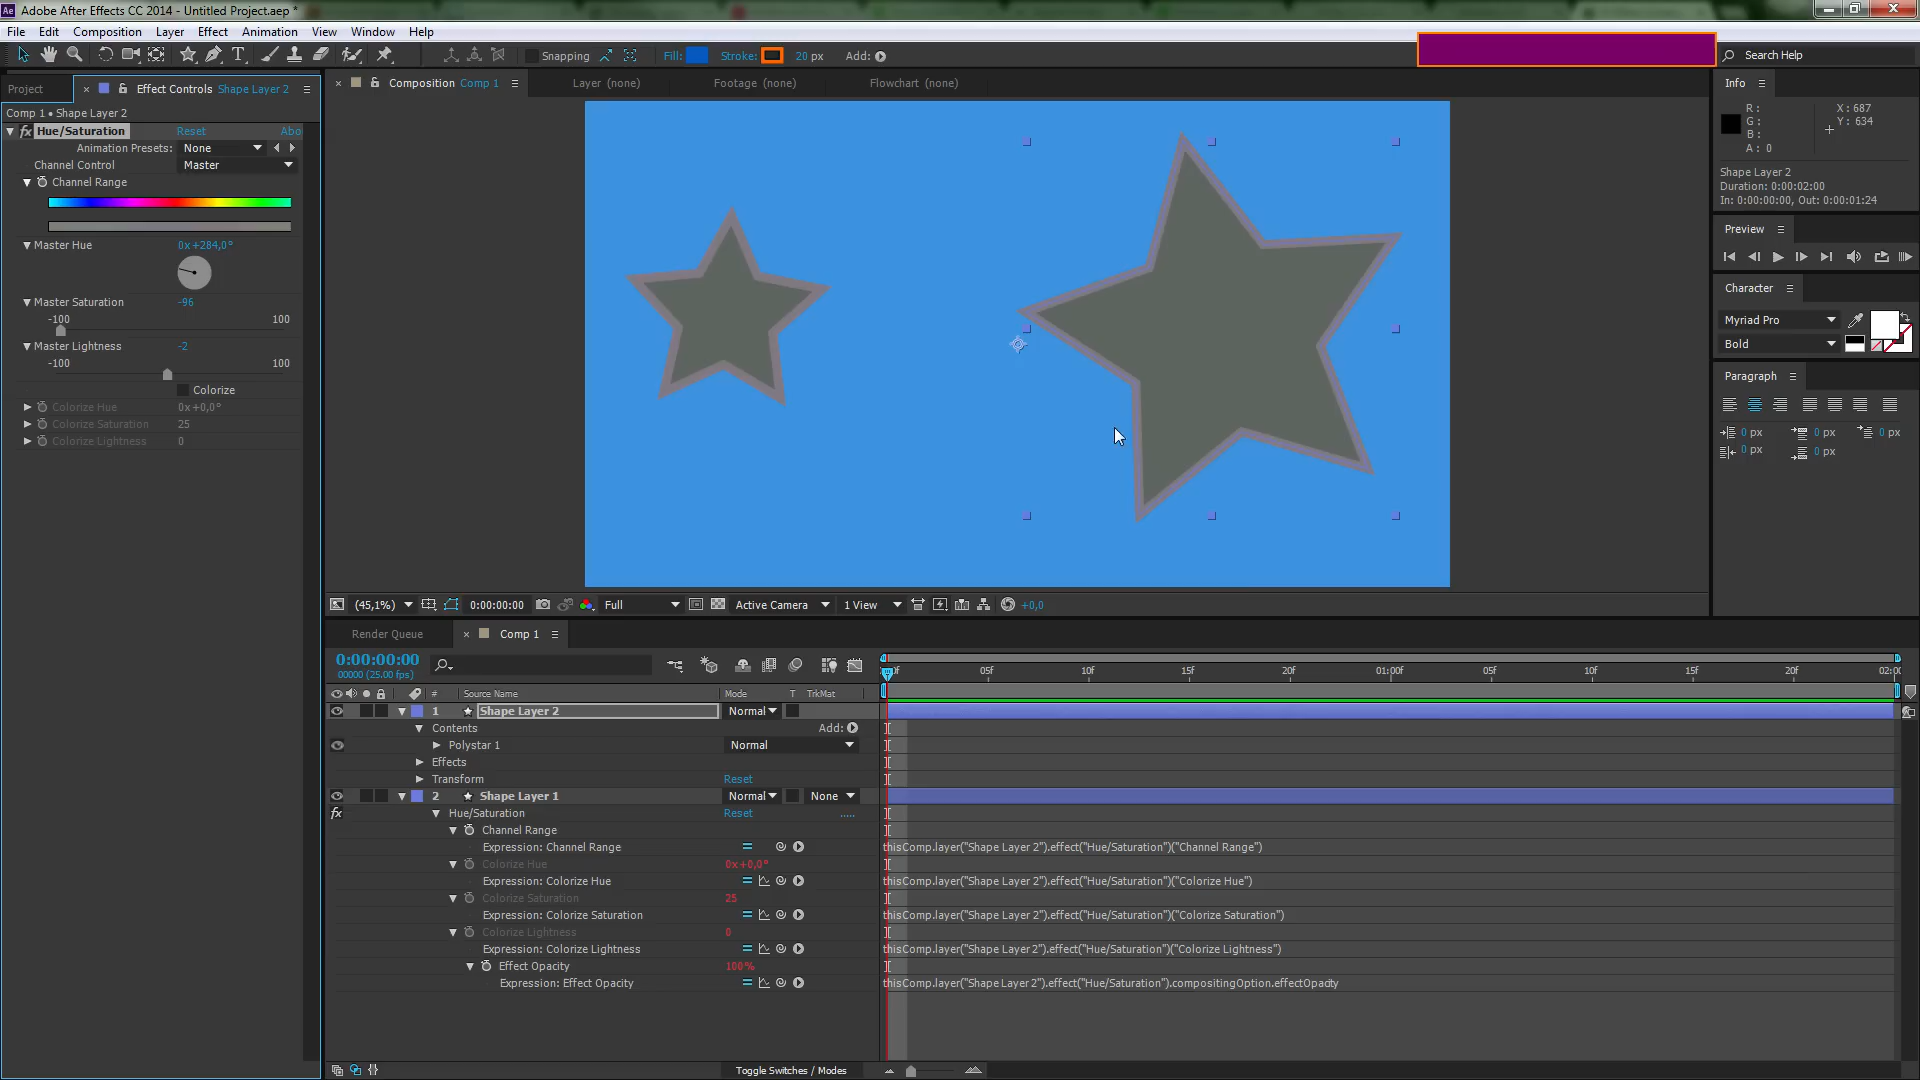 Adobe After Effects CC 2014 - Untitled Project.aep *
File Edit Composition Layer Effect Animation View Window Help
Snapping Fill: Stroke: 20 px Add: Search Help
Project Effect Controls Shape Layer 2
Comp 1 • Shape Layer 2
fx Hue/Saturation Reset Abo
Animation Presets: None
Channel Control Master
Channel Range
Master Hue 0x+284,0°
Master Saturation -96
-100 100
Master Lightness -2
-100 100
Colorize
Colorize Hue 0x+0,0°
Colorize Saturation 25
Colorize Lightness 0
Composition Comp 1 Layer (none) Footage (none) Flowchart (none)
(45,1%) 0:00:00:00 Full Active Camera 1 View +0,0
Info
R: X: 687
G: Y: 634
B:
A: 0
Shape Layer 2
Duration: 0:00:02:00
In: 0:00:00:00, Out: 0:00:01:24
Preview
Character
Myriad Pro
Bold
Paragraph
0 px 0 px 0 px
0 px 0 px
Render Queue Comp 1
0:00:00:00
00000 (25.00 fps)
05f 10f 15f 20f 01:00f 05f 10f 15f 20f
# Source Name Mode T TrkMat
1 Shape Layer 2 Normal
Contents Add:
Polystar 1 Normal
Effects
Transform Reset
2 Shape Layer 1 Normal None
fx Hue/Saturation Reset .....
Channel Range
Expression: Channel Range thisComp.layer("Shape Layer 2").effect("Hue/Saturation")("Channel Range")
Colorize Hue 0x+0,0°
Expression: Colorize Hue thisComp.layer("Shape Layer 2").effect("Hue/Saturation")("Colorize Hue")
Colorize Saturation 25
Expression: Colorize Saturation thisComp.layer("Shape Layer 2").effect("Hue/Saturation")("Colorize Saturation")
Colorize Lightness 0
Expression: Colorize Lightness thisComp.layer("Shape Layer 2").effect("Hue/Saturation")("Colorize Lightness")
Effect Opacity 100%
Expression: Effect Opacity thisComp.layer("Shape Layer 2").effect("Hue/Saturation").compositingOption.effectOpacity
Toggle Switches / Modes